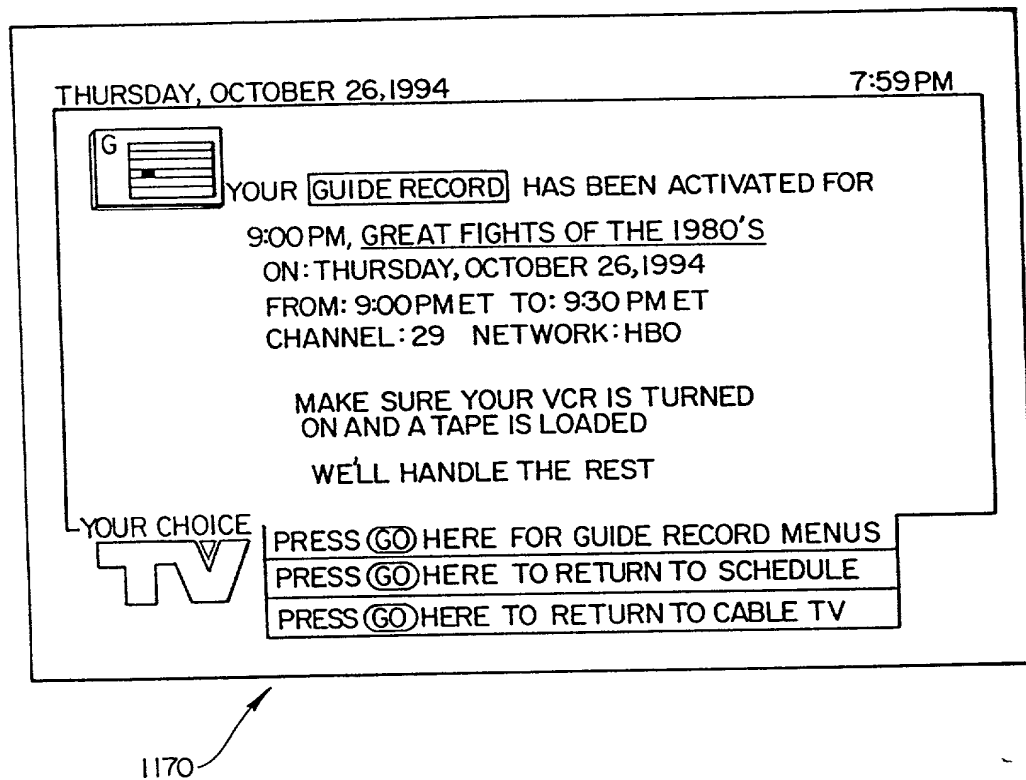 THURSDAY, OCTOBER 26,1994 7:59 PM
G
YOUR GUIDE RECORD HAS BEEN ACTIVATED FOR
9:00 PM, GREAT FIGHTS OF THE 1980'S
ON: THURSDAY, OCTOBER 26,1994
FROM: 9:00 PM ET TO: 9:30 PM ET
CHANNEL: 29 NETWORK: HBO
MAKE SURE YOUR VCR IS TURNED
ON AND A TAPE IS LOADED
WE'LL HANDLE THE REST
YOUR CHOICE
TV
PRESS GO HERE FOR GUIDE RECORD MENUS
PRESS GO HERE TO RETURN TO SCHEDULE
PRESS GO HERE TO RETURN TO CABLE TV
1170